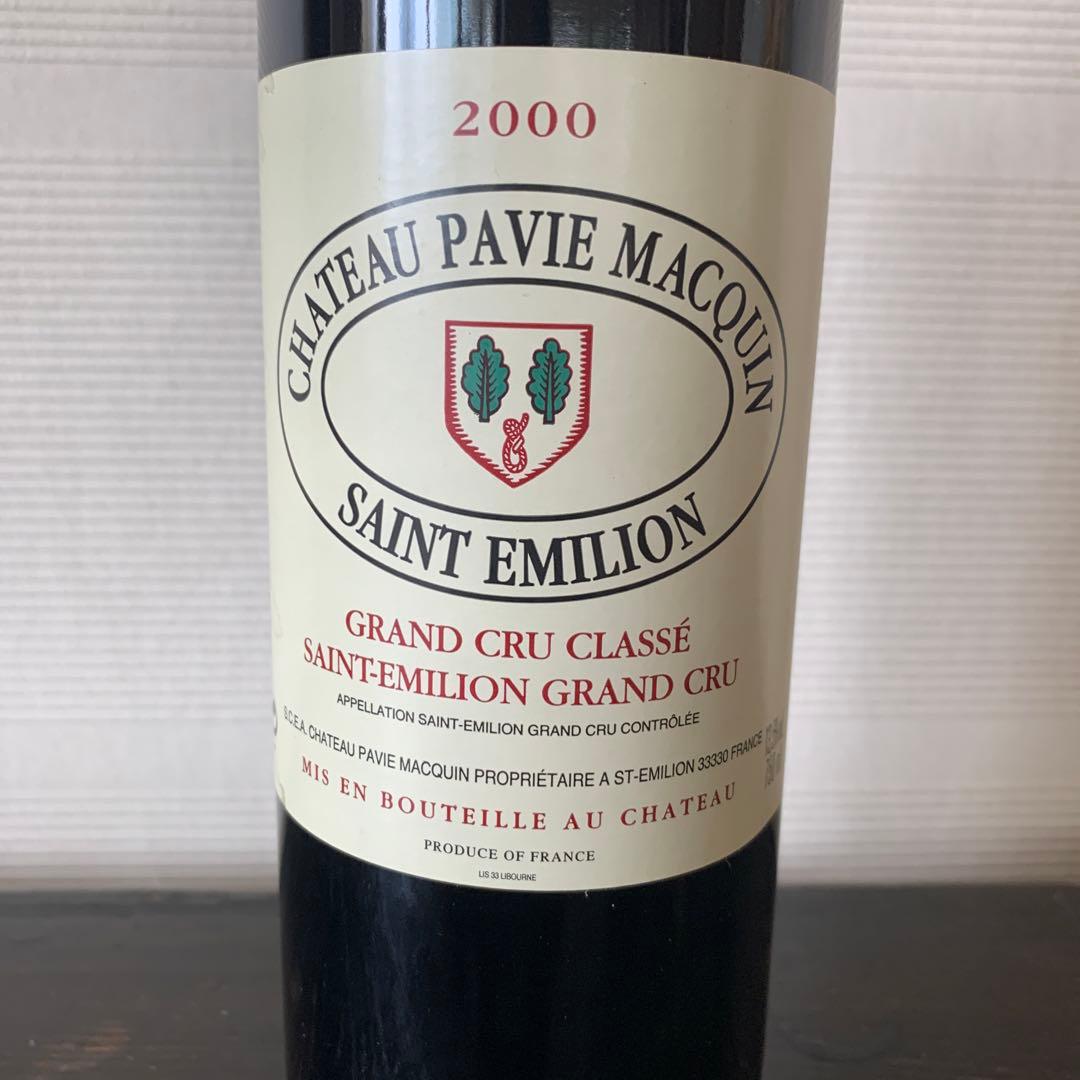 2000
CHATEAU PAVIE MACQUIN
SAINT EMILION
GRAND CRU CLASSÉ
SAINT-EMILION GRAND CRU
APPELLATION SAINT-EMILION GRAND CRU CONTRÔLÉE
S.C.E.A. CHATEAU PAVIE MACQUIN PROPRIÉTAIRE A ST-EMILION 33330 FRANCE
MIS EN BOUTEILLE AU CHATEAU
PRODUCE OF FRANCE
LIS 33 LIBOURNE